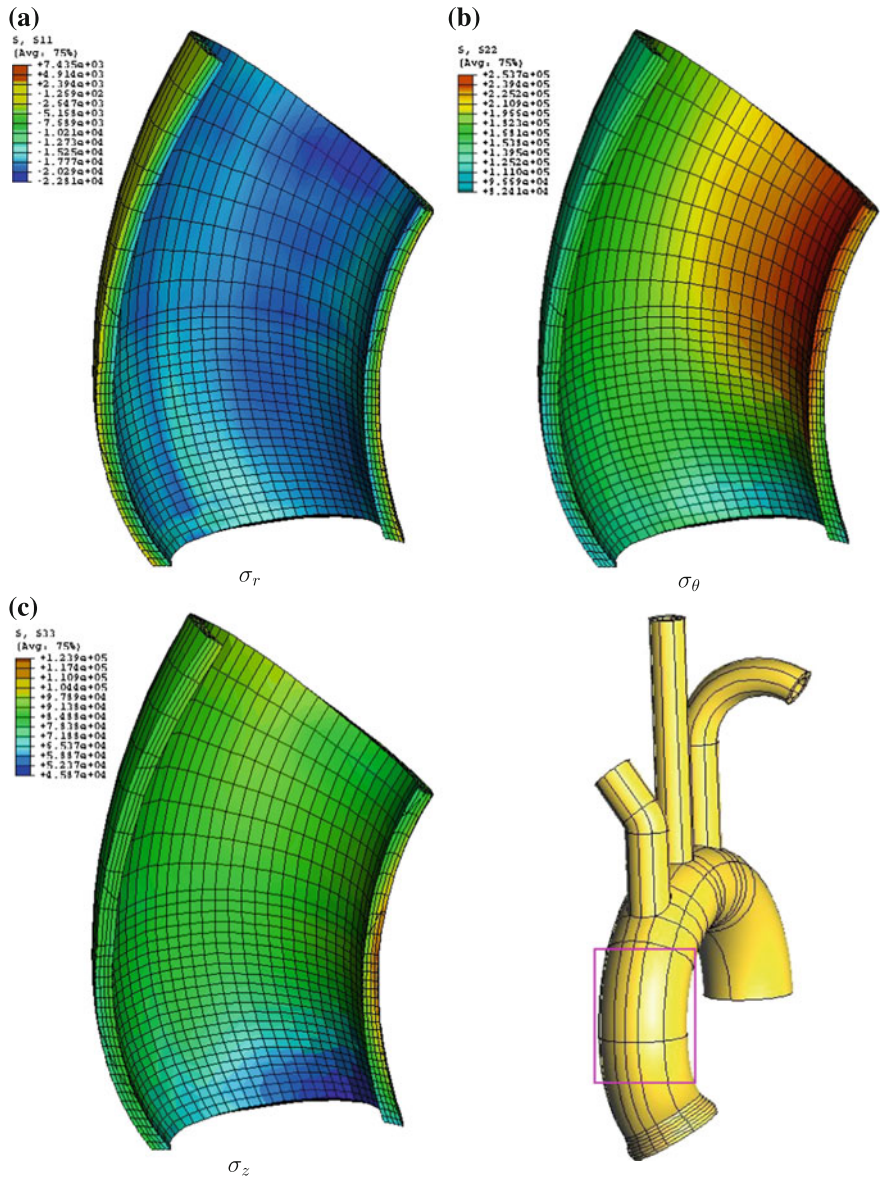 (a)
S, S11
(Avg: 75%)
+7.435e+03
+4.914e+03
+2.394e+03
-1.269e+02
-2.647e+03
-5.168e+03
-7.689e+03
-1.021e+04
-1.273e+04
-1.525e+04
-1.777e+04
-2.029e+04
-2.281e+04
σ_r
(b)
S, S22
(Avg: 75%)
+2.537e+05
+2.394e+05
+2.252e+05
+2.109e+05
+1.966e+05
+1.823e+05
+1.681e+05
+1.538e+05
+1.395e+05
+1.252e+05
+1.110e+05
+9.669e+04
+8.241e+04
σ_θ
(c)
S, S33
(Avg: 75%)
+1.239e+05
+1.174e+05
+1.109e+05
+1.044e+05
+9.789e+04
+9.138e+04
+8.488e+04
+7.838e+04
+7.188e+04
+6.537e+04
+5.887e+04
+5.237e+04
+4.587e+04
σ_z